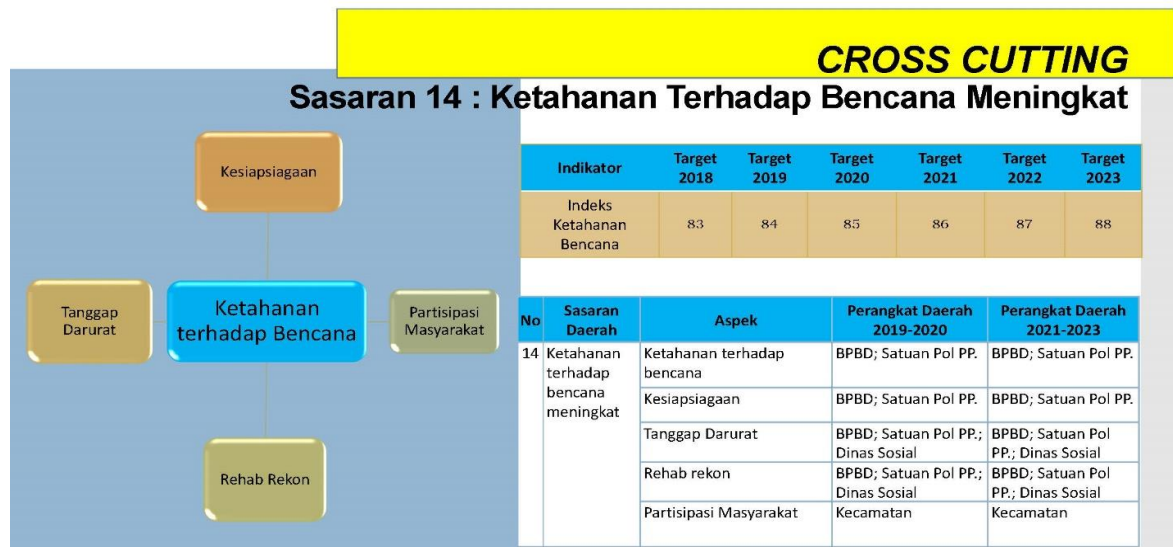 CROSS CUTTING
Sasaran 14 : Ketahanan Terhadap Bencana Meningkat
Kesiapsiagaan
Tanggap
Darurat
Ketahanan
terhadap Bencana
Partisipasi
Masyarakat
Rehab Rekon
Indikator
Target
2018
Target
2019
Target
2020
Target
2021
Target
2022
Target
2023
Indeks
Ketahanan
Bencana
83
84
85
86
87
88
No
Sasaran
Daerah
Aspek
Perangkat Daerah
2019-2020
Perangkat Daerah
2021-2023
14
Ketahanan
terhadap
bencana
meningkat
Ketahanan terhadap
bencana
BPBD; Satuan Pol PP.
BPBD; Satuan Pol PP.
Kesiapsiagaan
BPBD; Satuan Pol PP.
BPBD; Satuan Pol PP.
Tanggap Darurat
BPBD; Satuan Pol PP.;
Dinas Sosial
BPBD; Satuan Pol
PP.; Dinas Sosial
Rehab rekon
BPBD; Satuan Pol PP.;
Dinas Sosial
BPBD; Satuan Pol
PP.; Dinas Sosial
Partisipasi Masyarakat
Kecamatan
Kecamatan